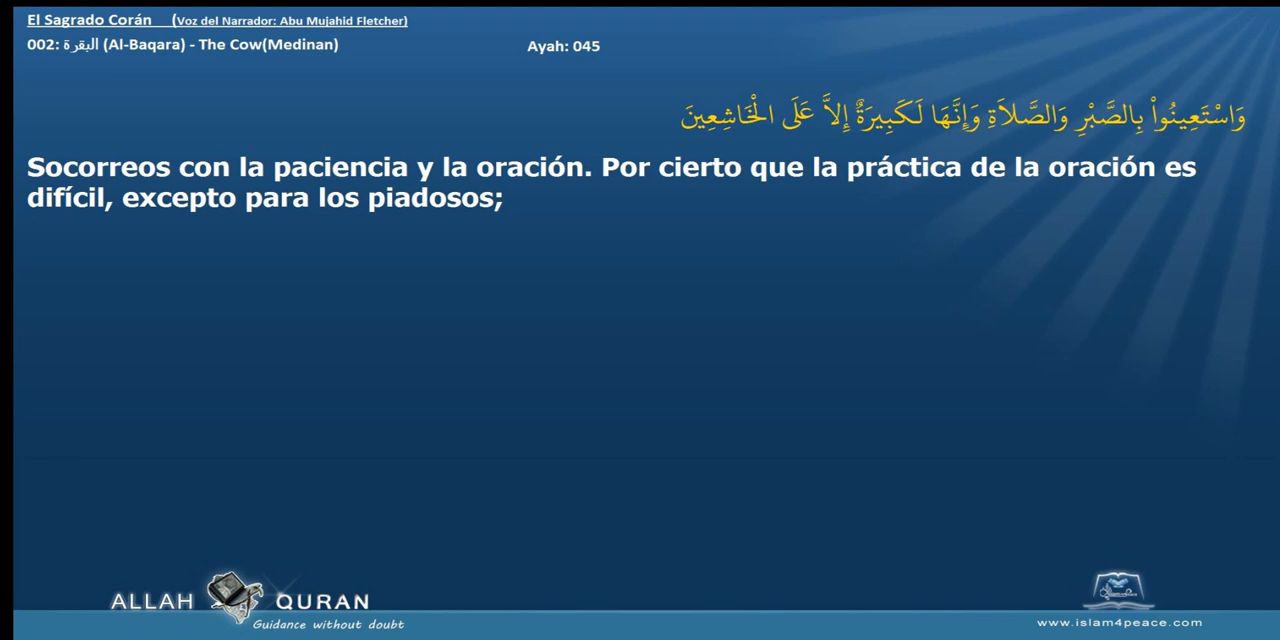 El Sagrado Corán (Voz del Narrador: Abu Mujahid Fletcher)
002: البقرة (Al-Baqara) - The Cow(Medinan) Ayah: 045
وَاسْتَعِينُواْ بِالصَّبْرِ وَالصَّلاَةِ وَإِنَّهَا لَكَبِيرَةٌ إِلاَّ عَلَى الْخَاشِعِينَ
Socorreos con la paciencia y la oración. Por cierto que la práctica de la oración es
difícil, excepto para los piadosos;
ALLAH QURAN
Guidance without doubt
www.islam4peace.com